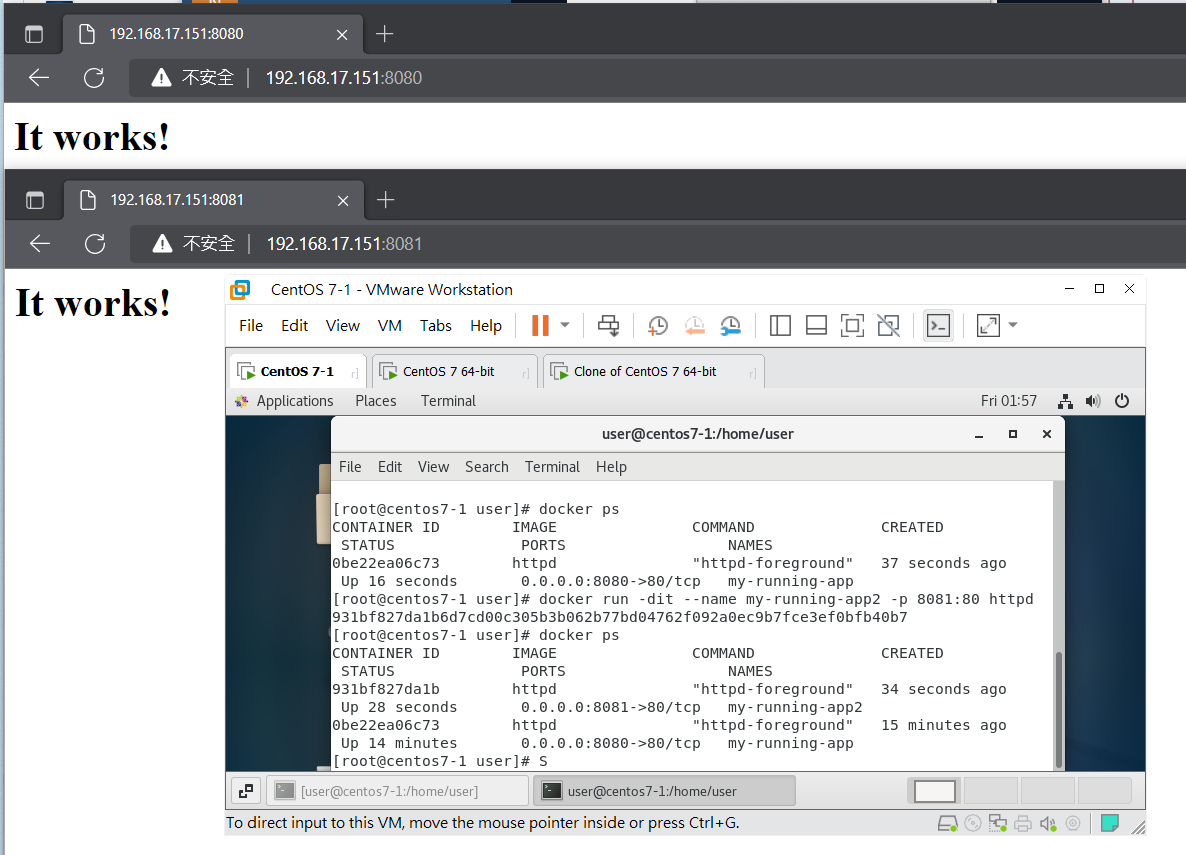 192.168.17.151:8080
不安全 192.168.17.151:8080
It works!
192.168.17.151:8081
不安全 192.168.17.151:8081
It works!
CentOS 7-1 - VMware Workstation
File Edit View VM Tabs Help
CentOS 7-1 CentOS 7 64-bit Clone of CentOS 7 64-bit
Applications Places Terminal Fri 01:57
user@centos7-1:/home/user
File Edit View Search Terminal Help
[root@centos7-1 user]# docker ps
CONTAINER ID IMAGE COMMAND CREATED
STATUS PORTS NAMES
0be22ea06c73 httpd "httpd-foreground" 37 seconds ago
Up 16 seconds 0.0.0.0:8080->80/tcp my-running-app
[root@centos7-1 user]# docker run -dit --name my-running-app2 -p 8081:80 httpd
931bf827da1b6d7cd00c305b3b062b77bd04762f092a0ec9b7fce3ef0bfb40b7
[root@centos7-1 user]# docker ps
CONTAINER ID IMAGE COMMAND CREATED
STATUS PORTS NAMES
931bf827da1b httpd "httpd-foreground" 34 seconds ago
Up 28 seconds 0.0.0.0:8081->80/tcp my-running-app2
0be22ea06c73 httpd "httpd-foreground" 15 minutes ago
Up 14 minutes 0.0.0.0:8080->80/tcp my-running-app
[root@centos7-1 user]# S
[user@centos7-1:/home/user] user@centos7-1:/home/user
To direct input to this VM, move the mouse pointer inside or press Ctrl+G.